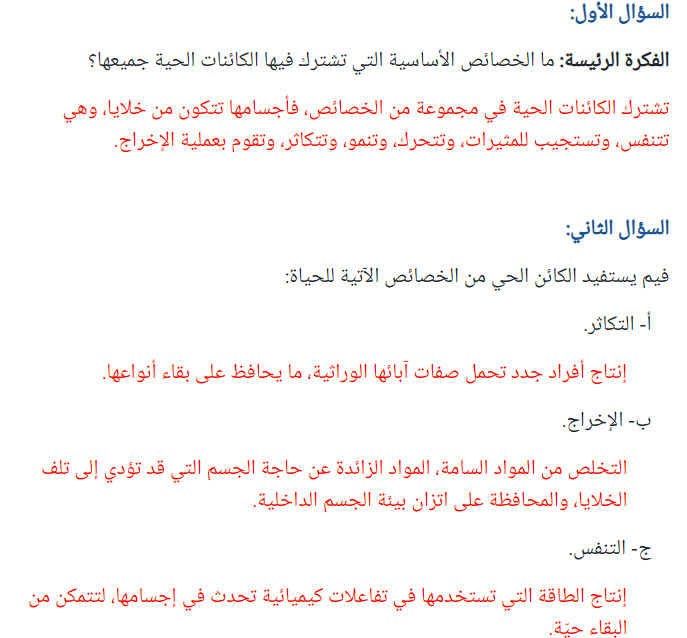 السؤال الأول:
الفكرة الرئيسة: ما الخصائص الأساسية التي تشترك فيها الكائنات الحية جميعها؟
تشترك الكائنات الحية في مجموعة من الخصائص، فأجسامها تتكون من خلايا، وهي
تتنفس، وتستجيب للمثيرات، وتتحرك، وتنمو، وتتكاثر، وتقوم بعملية الإخراج.
السؤال الثاني:
فيم يستفيد الكائن الحي من الخصائص الآتية للحياة:
أ- التكاثر.
إنتاج أفراد جدد تحمل صفات آبائها الوراثية، ما يحافظ على بقاء أنواعها.
ب- الإخراج.
التخلص من المواد السامة، المواد الزائدة عن حاجة الجسم التي قد تؤدي إلى تلف
الخلايا، والمحافظة على اتزان بيئة الجسم الداخلية.
ج- التنفس.
إنتاج الطاقة التي تستخدمها في تفاعلات كيميائية تحدث في إجسامها، لتتمكن من
البقاء حيّة.